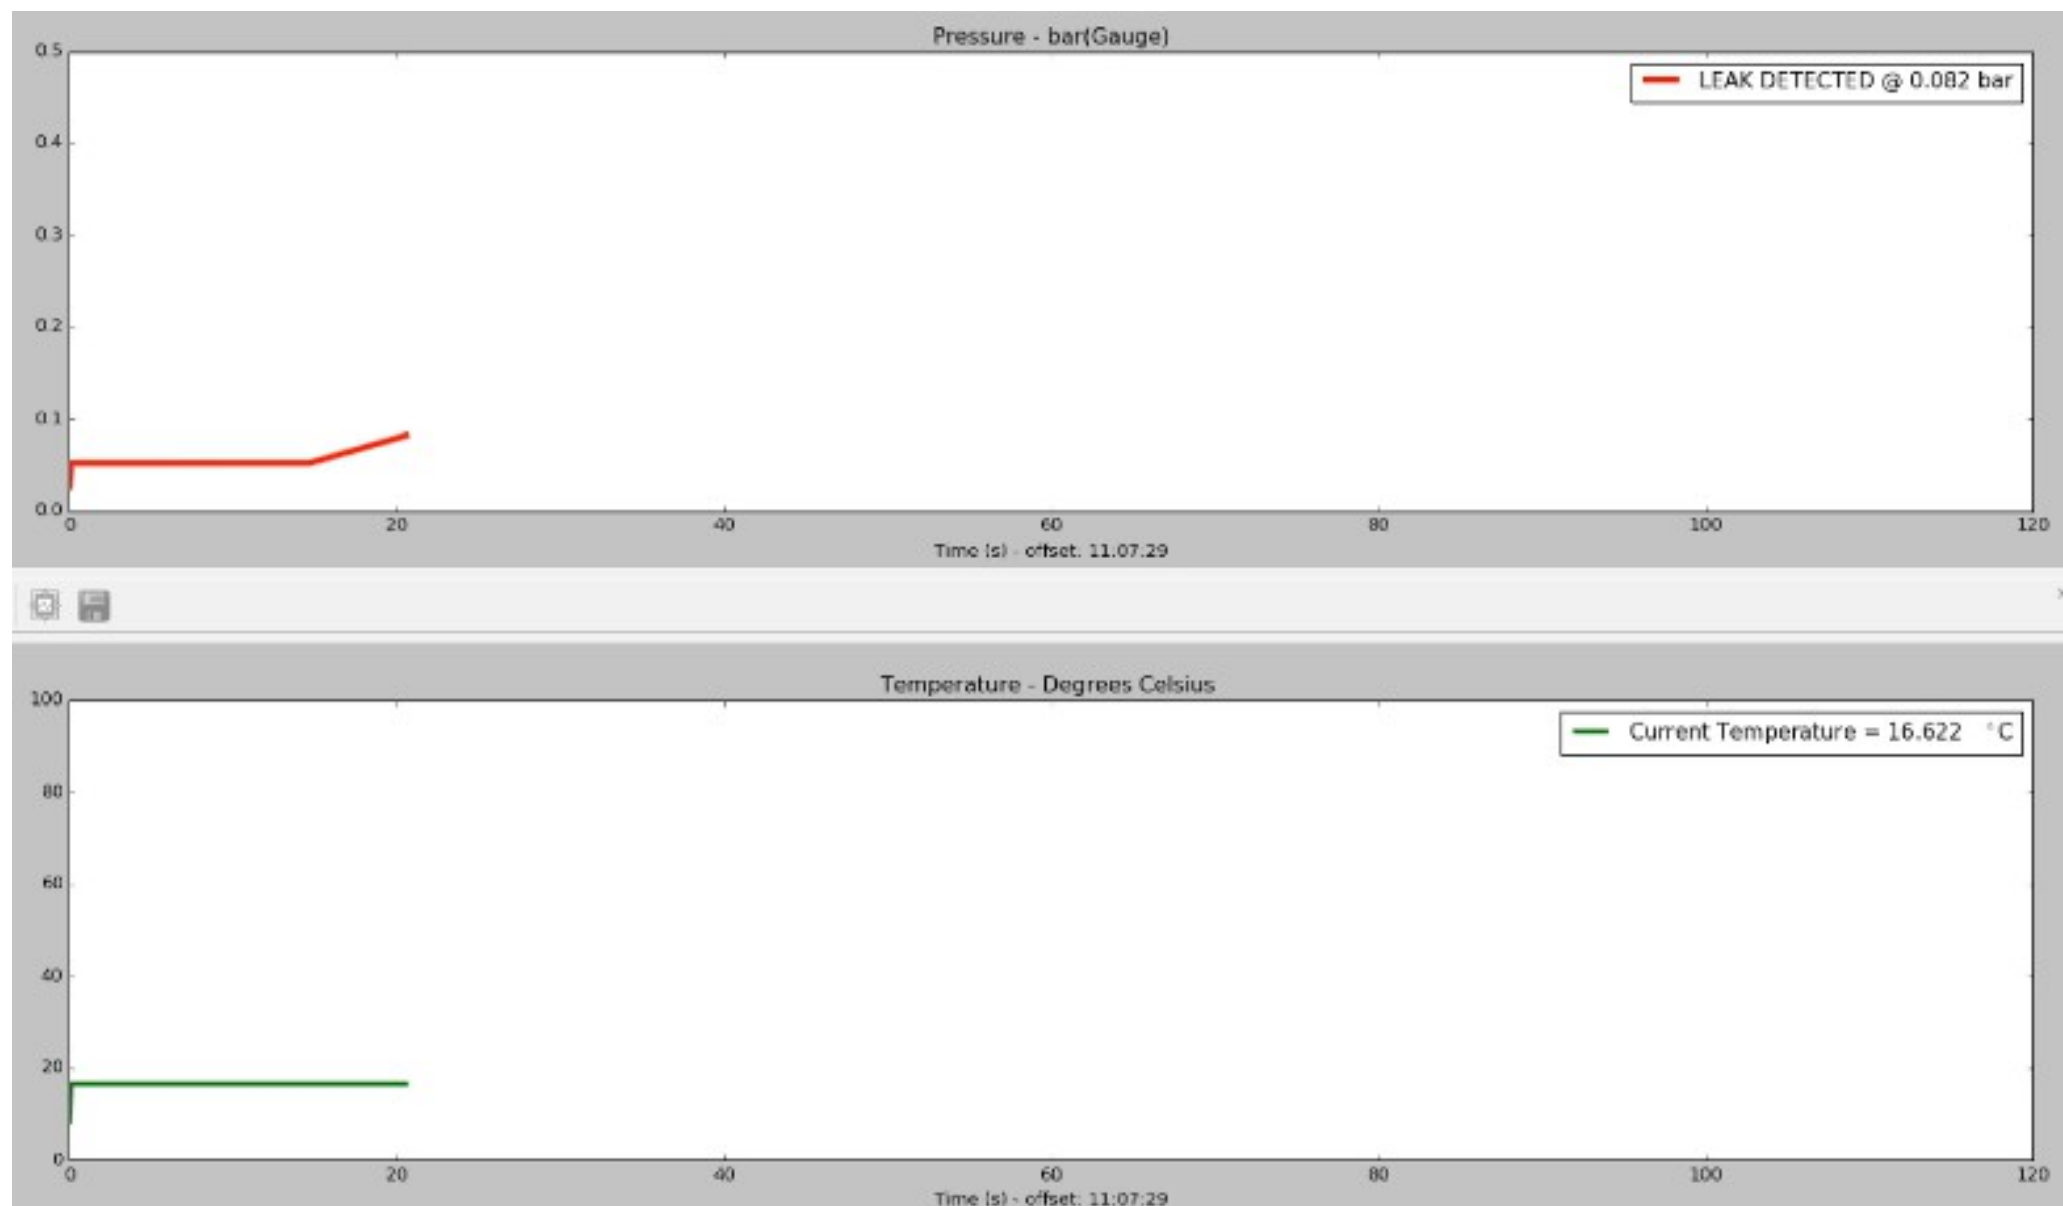 Pressure - bar(Gauge)
0.5
LEAK DETECTED @ 0.082 bar
0.4
0.3
0.2
0.1
0.0
0 20 40 60 80 100 120
Time (s) - offset: 11:07:29
Temperature - Degrees Celsius
100
Current Temperature = 16.622 °C
80
60
40
20
0
0 20 40 60 80 100 120
Time (s) - offset: 11:07:29